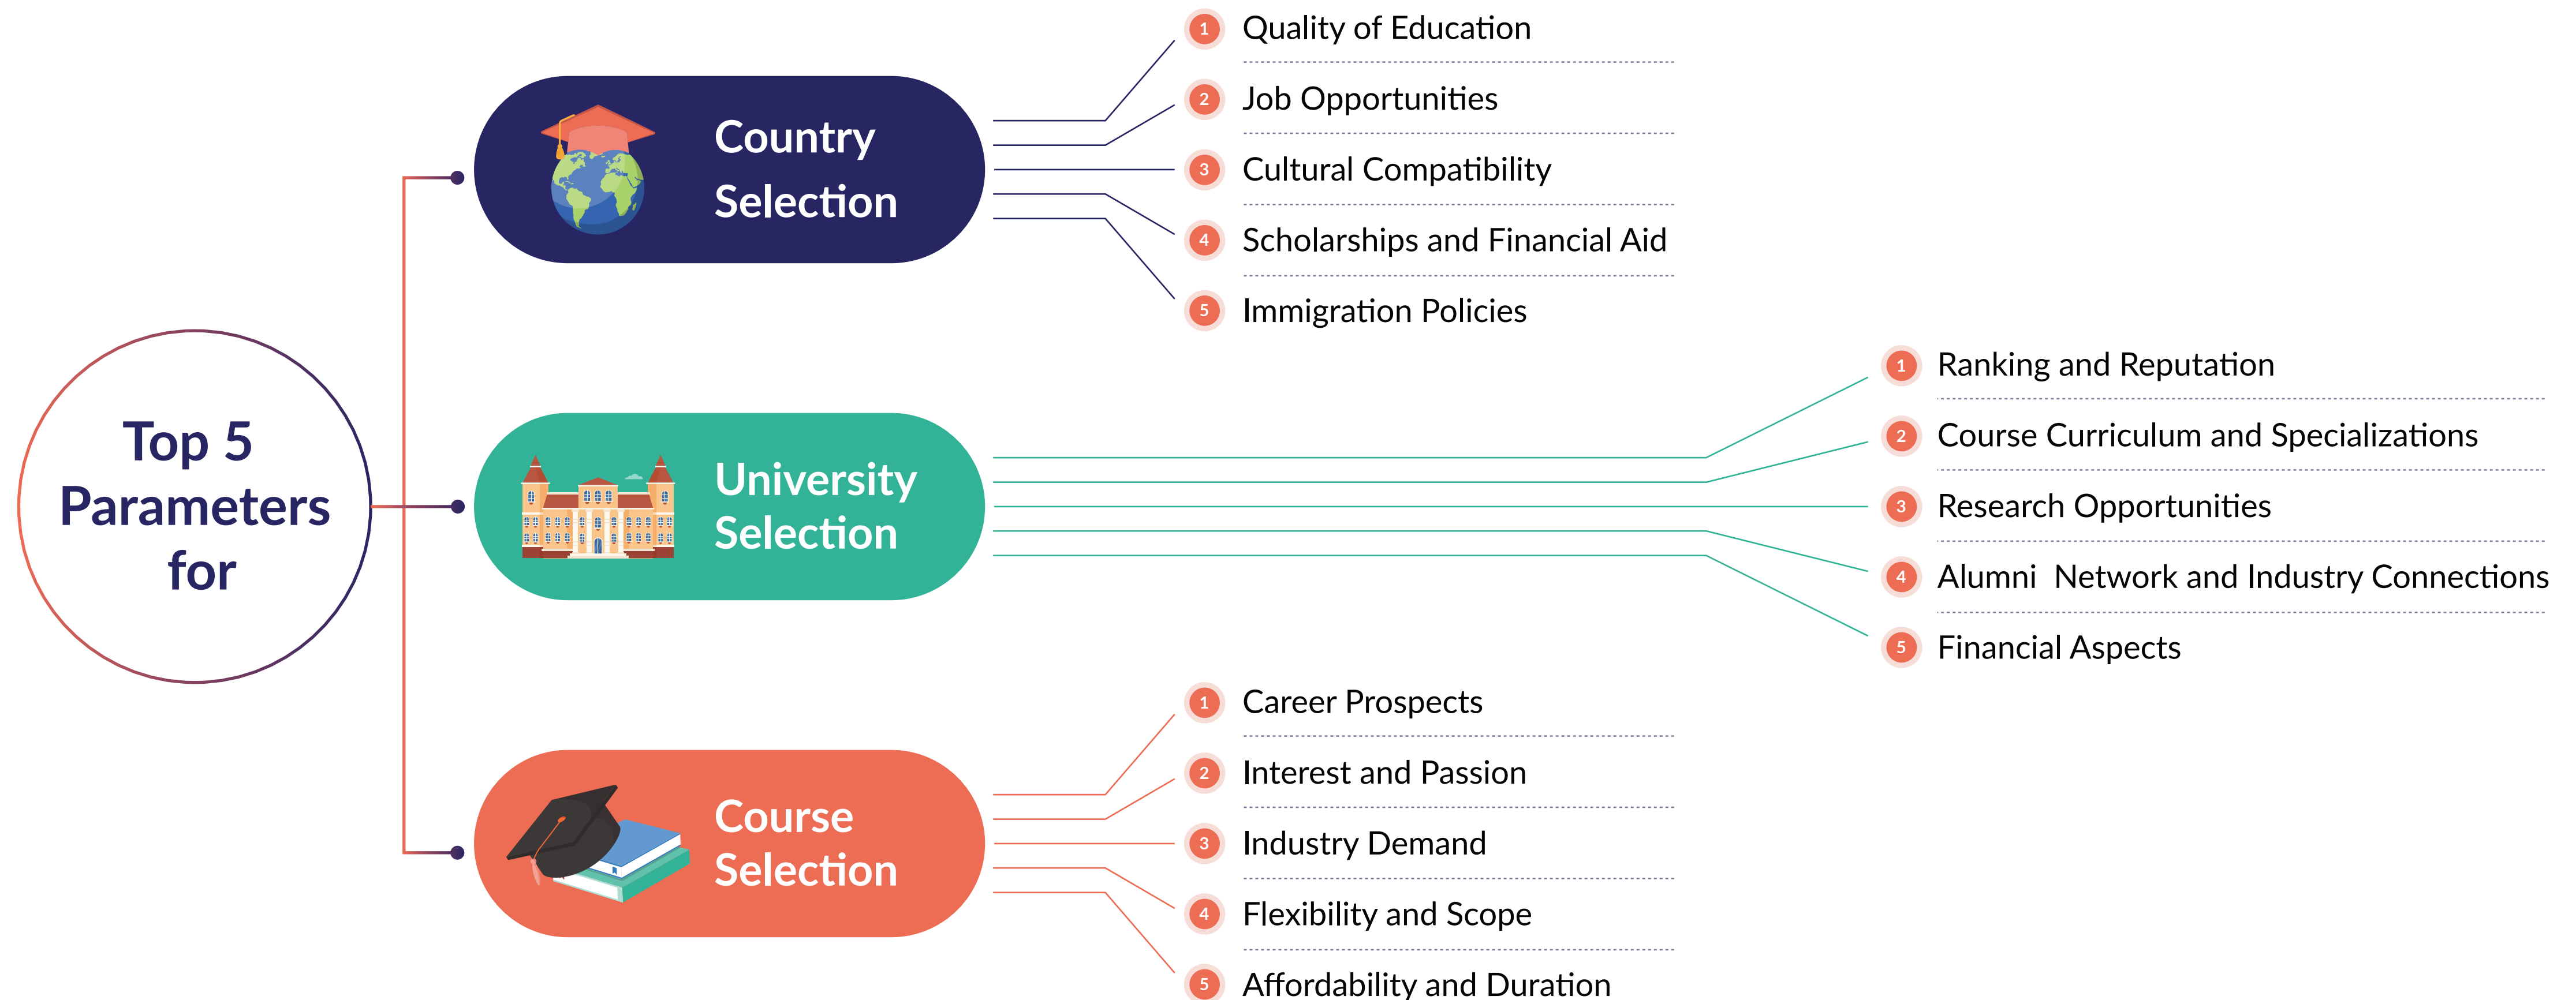 Top 5
Parameters
for
Country
Selection
1 Quality of Education
2 Job Opportunities
3 Cultural Compatibility
4 Scholarships and Financial Aid
5 Immigration Policies
University
Selection
1 Ranking and Reputation
2 Course Curriculum and Specializations
3 Research Opportunities
4 Alumni  Network and Industry Connections
5 Financial Aspects
Course
Selection
1 Career Prospects
2 Interest and Passion
3 Industry Demand
4 Flexibility and Scope
5 Affordability and Duration